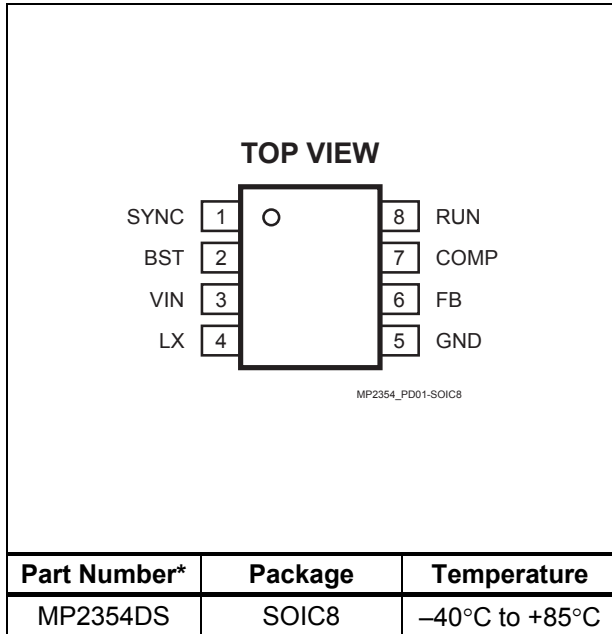 TOP VIEW
SYNC 1 8 RUN
BST 2 7 COMP
VIN 3 6 FB
LX 4 5 GND
MP2354_PD01-SOIC8
Part Number* Package Temperature
MP2354DS SOIC8 –40°C to +85°C